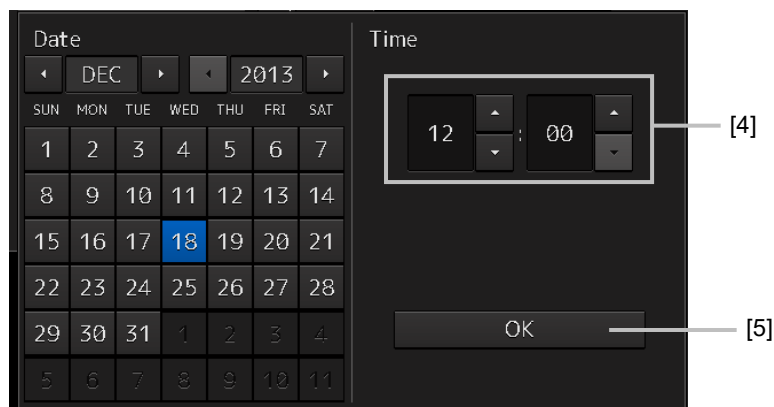 Date
DEC 2013
SUN MON TUE WED THU FRI SAT
1 2 3 4 5 6 7
8 9 10 11 12 13 14
15 16 17 18 19 20 21
22 23 24 25 26 27 28
29 30 31 1 2 3 4
5 6 7 8 9 10 11
Time
12 : 00
[4]
OK
[5]